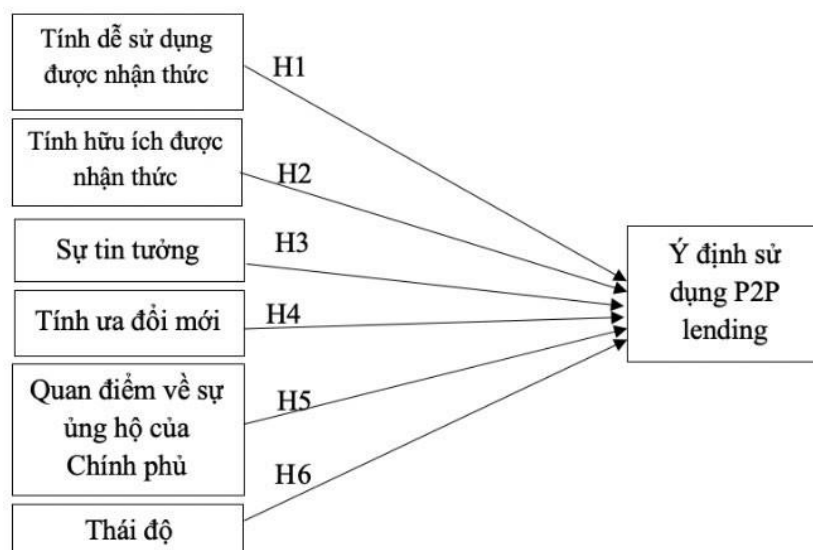 Tính dễ sử dụng
được nhận thức
H1
Tính hữu ích được
nhận thức
H2
Sự tin tưởng
H3
Tính ưa đổi mới
H4
Quan điểm về sự
ủng hộ của
Chính phủ
H5
Thái độ
H6
Ý định sử
dụng P2P
lending